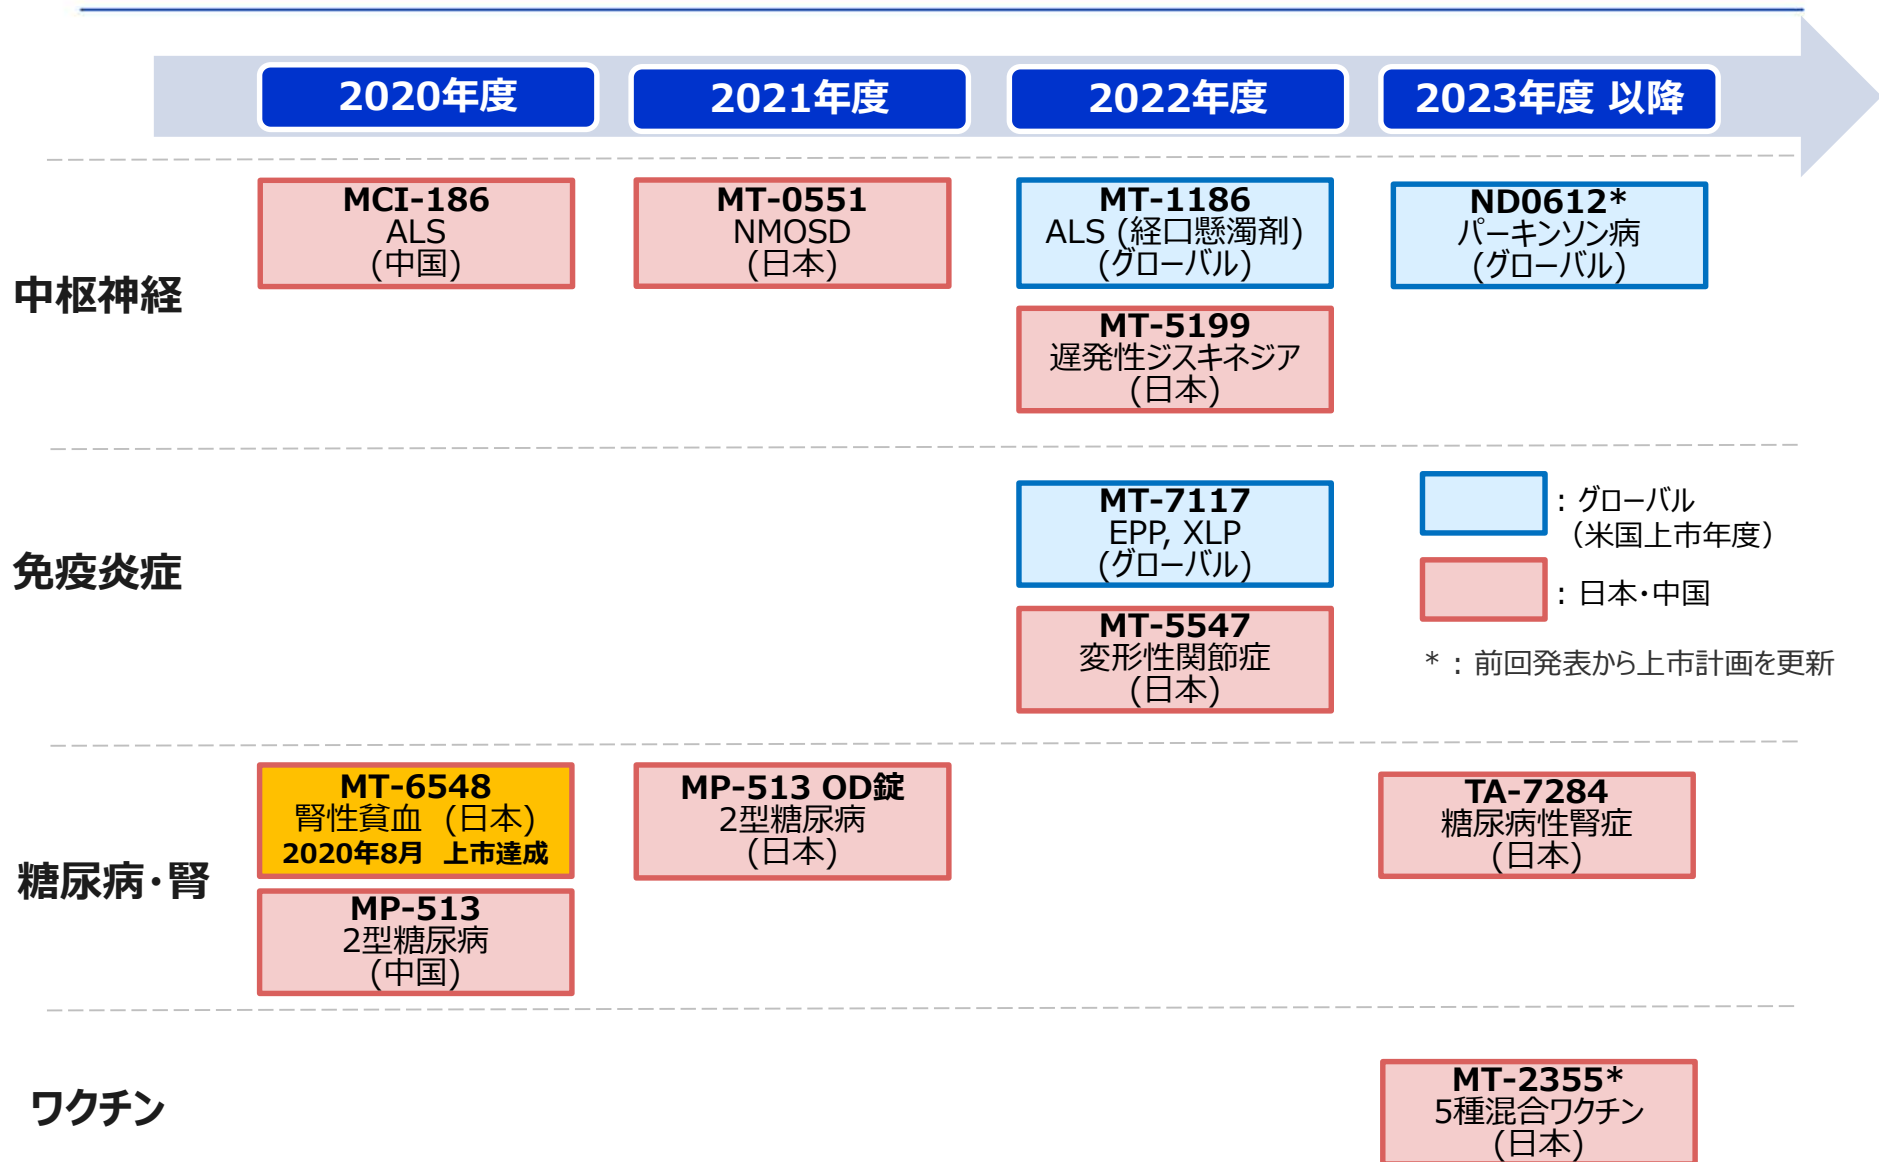 2020年度
2021年度
2022年度
2023年度 以降
中枢神経
MCI-186
ALS
(中国)
MT-0551
NMOSD
(日本)
MT-1186
ALS (経口懸濁剤)
(グローバル)
ND0612*
パーキンソン病
(グローバル)
MT-5199
遅発性ジスキネジア
(日本)
免疫炎症
MT-7117
EPP, XLP
(グローバル)
MT-5547
変形性関節症
(日本)
: グローバル
（米国上市年度）
: 日本・中国
* : 前回発表から上市計画を更新
糖尿病・腎
MT-6548
腎性貧血 (日本)
2020年8月 上市達成
MP-513
2型糖尿病
(中国)
MP-513 OD錠
2型糖尿病
(日本)
TA-7284
糖尿病性腎症
(日本)
ワクチン
MT-2355*
5種混合ワクチン
(日本)